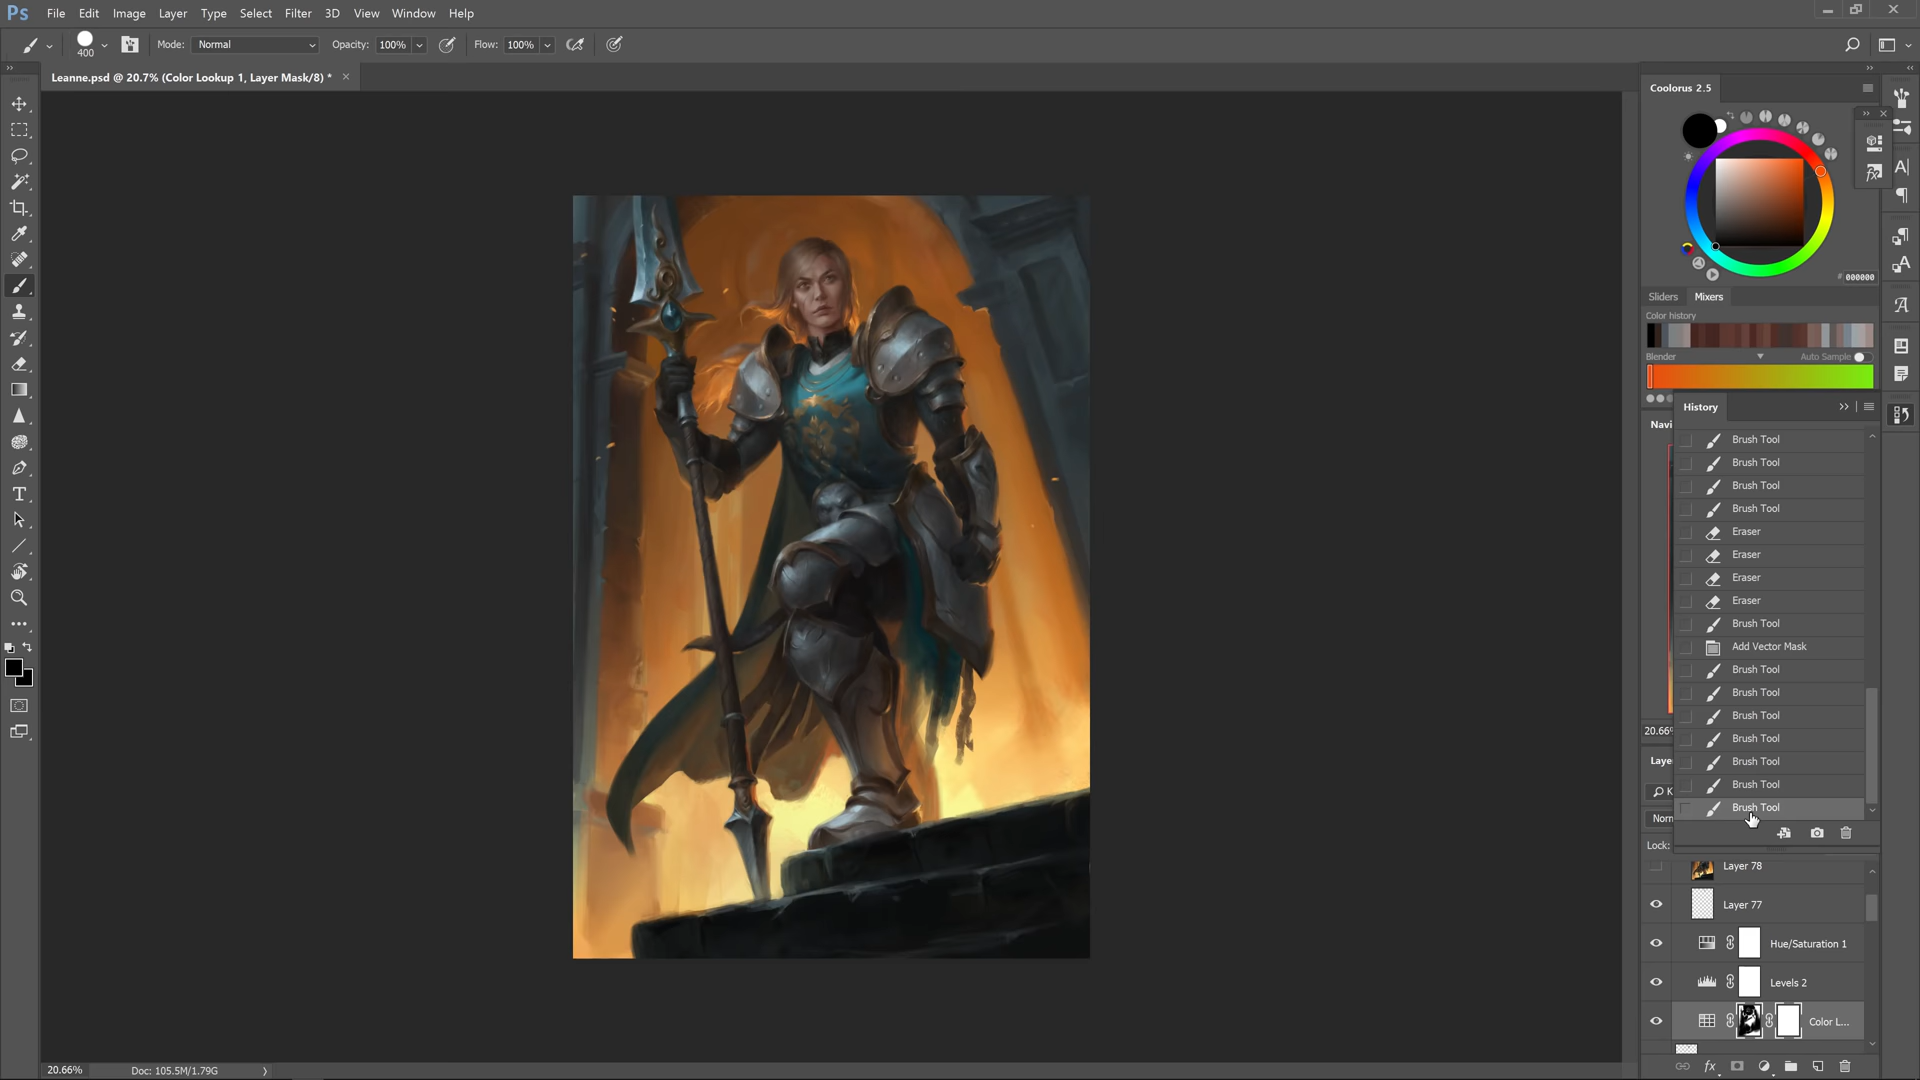 Ps File Edit Image Layer Type Select Filter 3D View Window Help
400 Mode: Normal Opacity: 100% Flow: 100%
Leanne.psd @ 20.7% (Color Lookup 1, Layer Mask/8) * ×
Coolorus 2.5
# 000000
Sliders Mixers
Color history
Blender Auto Sample
History
Navi
Brush Tool
Brush Tool
Brush Tool
Brush Tool
Eraser
Eraser
Eraser
Eraser
Brush Tool
Add Vector Mask
Brush Tool
Brush Tool
Brush Tool
20.66%
Brush Tool
Laye
Brush Tool
Brush Tool
K
Brush Tool
Norn
Lock:
Layer 78
Layer 77
Hue/Saturation 1
Levels 2
Color L...
fx
20.66% Doc: 105.5M/1.79G